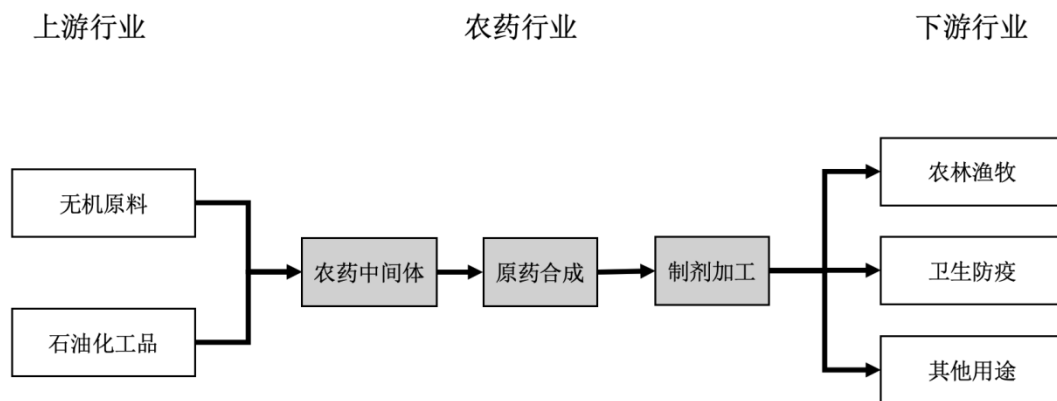 上游行业
农药行业
下游行业
无机原料
石油化工品
农药中间体
原药合成
制剂加工
农林渔牧
卫生防疫
其他用途